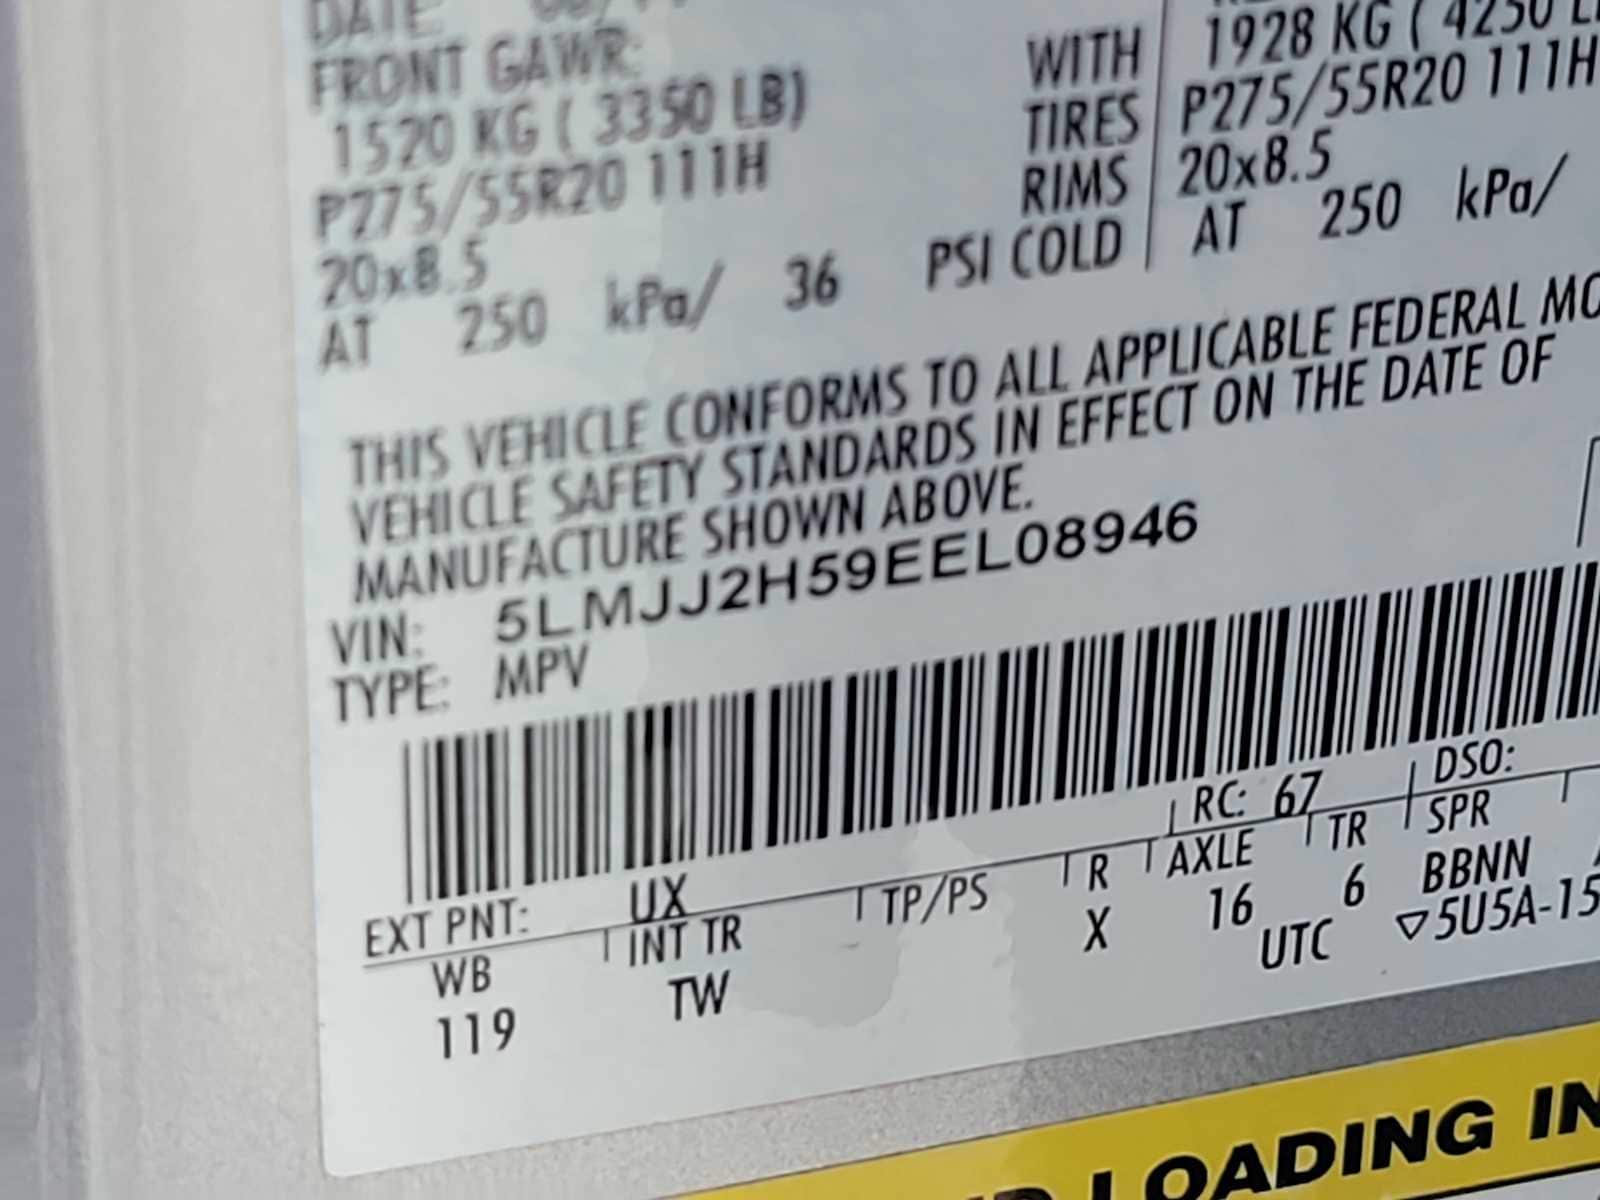 DATE:
FRONT GAWR:
1520 KG ( 3350 LB)
P275/55R20 111H
20x8.5
AT 250 kPa/ 36 PSI COLD
WITH
TIRES
RIMS
1928 KG ( 4250
P275/55R20 111H
20x8.5
AT 250 kPa/
THIS VEHICLE CONFORMS TO ALL APPLICABLE FEDERAL MO
VEHICLE SAFETY STANDARDS IN EFFECT ON THE DATE OF
MANUFACTURE SHOWN ABOVE.
VIN: 5LMJJ2H59EEL08946
TYPE: MPV
EXT PNT: UX RC: 67 DSO:
WB INT TR TP/PS R AXLE TR SPR
119 TW X 16 6 BBNN
UTC ▽5U5A-15
LOADING IN